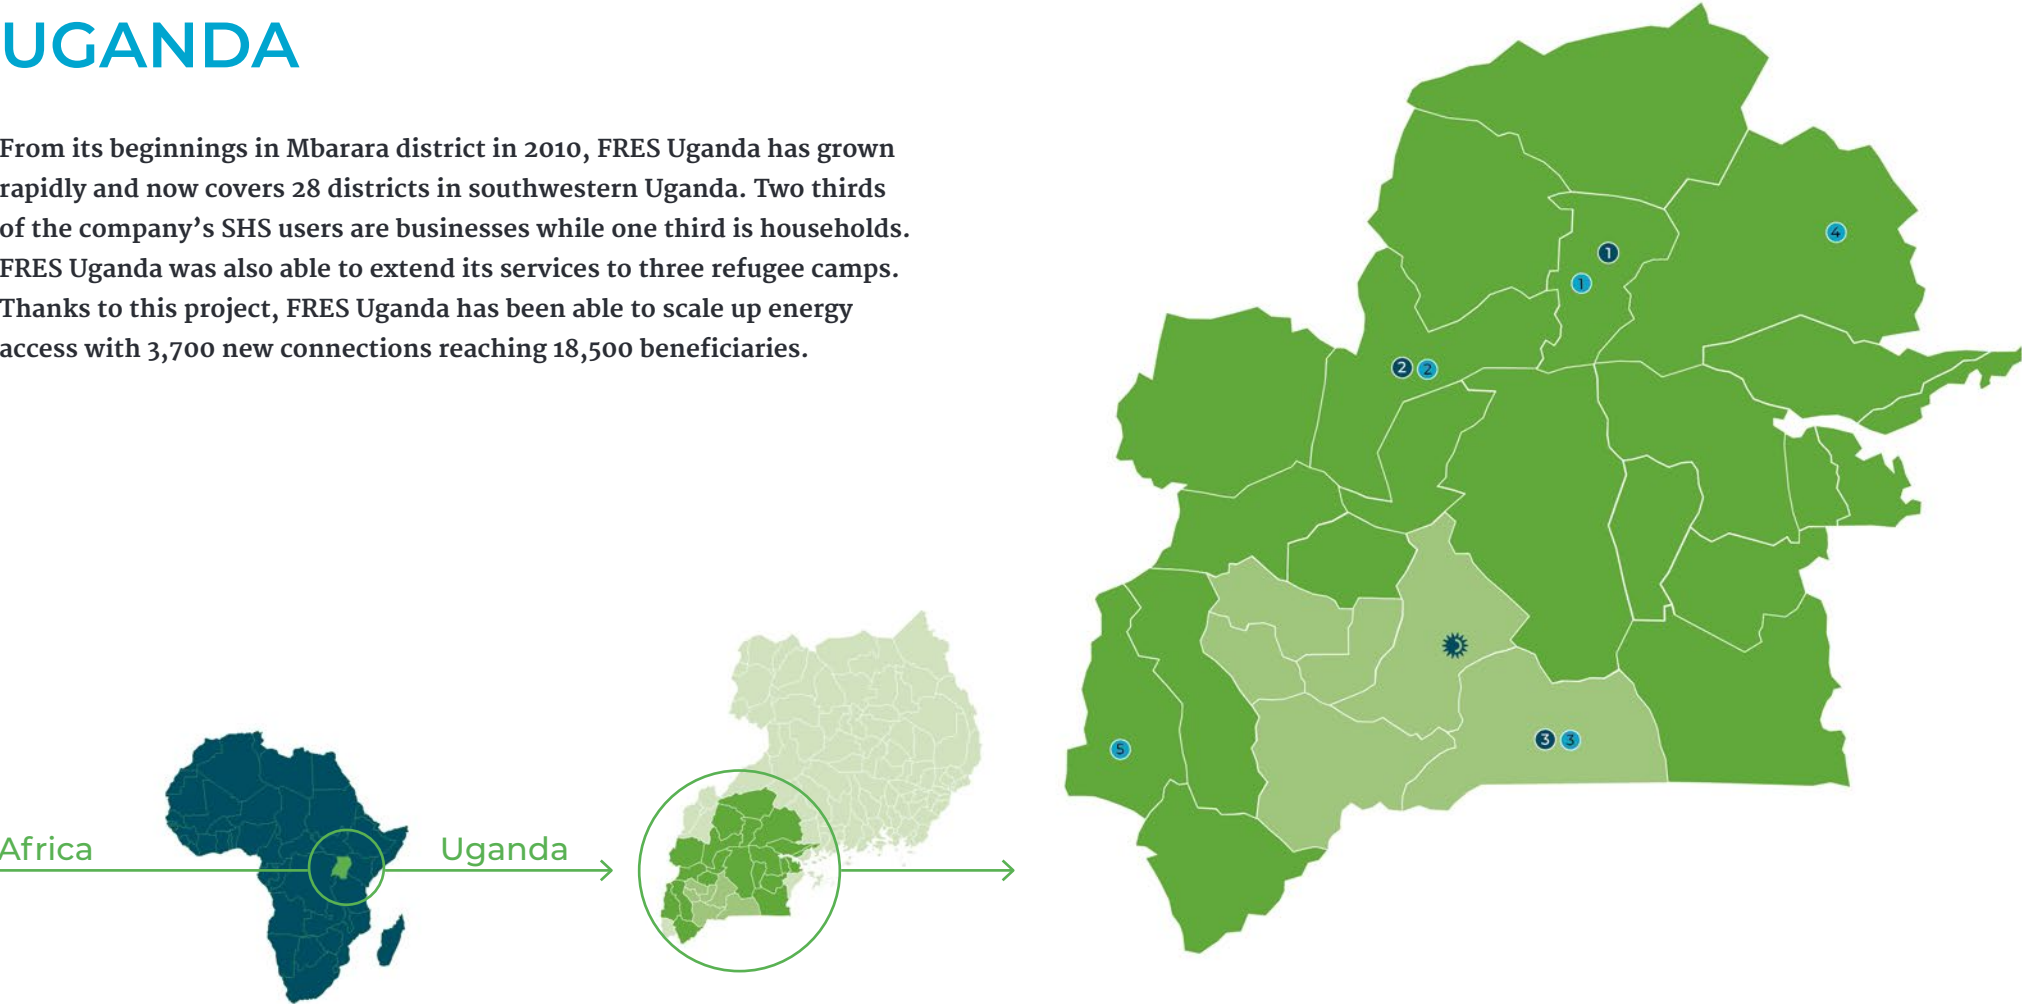 UGANDA
From its beginnings in Mbarara district in 2010, FRES Uganda has grown
rapidly and now covers 28 districts in southwestern Uganda. Two thirds
of the company’s SHS users are businesses while one third is households.
FRES Uganda was also able to extend its services to three refugee camps.
Thanks to this project, FRES Uganda has been able to scale up energy
access with 3,700 new connections reaching 18,500 beneficiaries.
Africa
Uganda
4
1
1
2 2
3 3
5